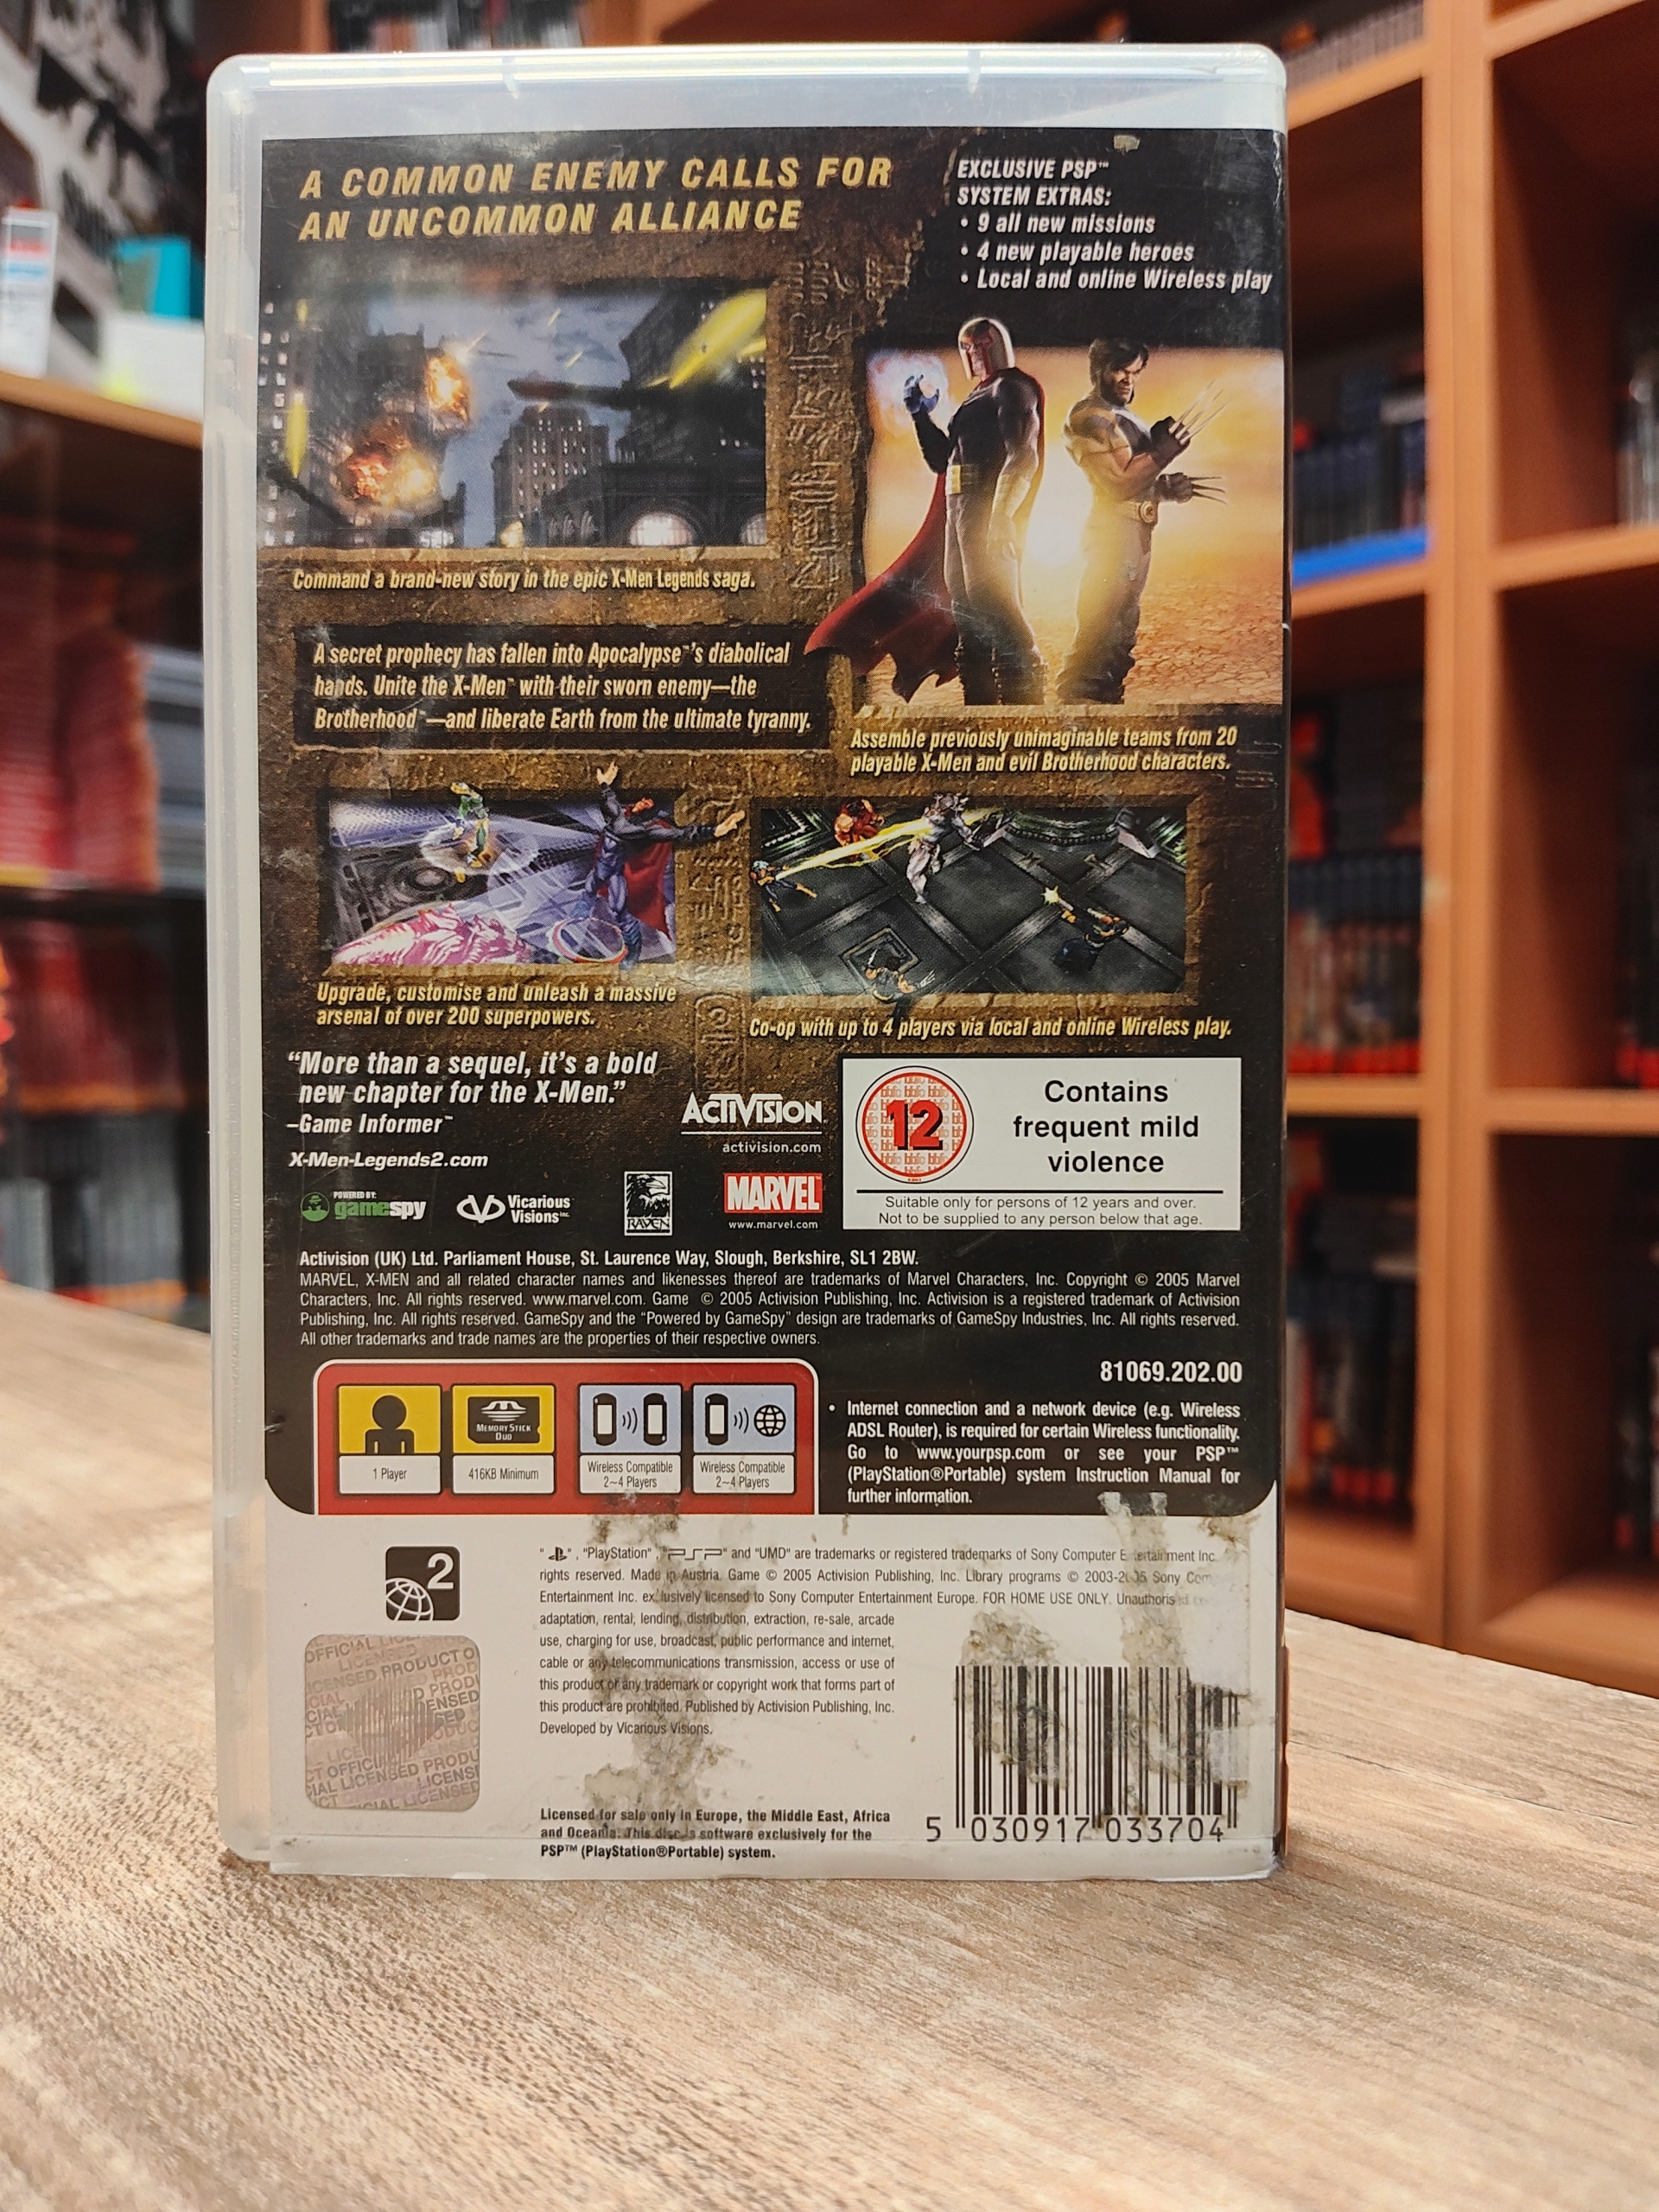 A COMMON ENEMY CALLS FOR
AN UNCOMMON ALLIANCE
EXCLUSIVE PSP™
SYSTEM EXTRAS:
• 9 all new missions
• 4 new playable heroes
• Local and online Wireless play
Command a brand-new story in the epic X-Men Legends saga.
A secret prophecy has fallen into Apocalypse™'s diabolical
hands. Unite the X-Men™ with their sworn enemy—the
Brotherhood™—and liberate Earth from the ultimate tyranny.
Assemble previously unimaginable teams from 20
playable X-Men and evil Brotherhood characters.
Upgrade, customise and unleash a massive
arsenal of over 200 superpowers.
Co-op with up to 4 players via local and online Wireless play.
“More than a sequel, it’s a bold
new chapter for the X-Men.”
–Game Informer™
X-Men-Legends2.com
ACTIVISION
activision.com
12
Contains
frequent mild
violence
Suitable only for persons of 12 years and over.
Not to be supplied to any person below that age.
POWERED BY:
gamespy
Vicarious
Visions inc.
RAVEN
MARVEL
www.marvel.com
Activision (UK) Ltd. Parliament House, St. Laurence Way, Slough, Berkshire, SL1 2BW.
MARVEL, X-MEN and all related character names and likenesses thereof are trademarks of Marvel Characters, Inc. Copyright © 2005 Marvel
Characters, Inc. All rights reserved. www.marvel.com. Game © 2005 Activision Publishing, Inc. Activision is a registered trademark of Activision
Publishing, Inc. All rights reserved. GameSpy and the “Powered by GameSpy” design are trademarks of GameSpy Industries, Inc. All rights reserved.
All other trademarks and trade names are the properties of their respective owners.
81069.202.00
MEMORY STICK
DUO
1 Player
416KB Minimum
Wireless Compatible
2~4 Players
Wireless Compatible
2~4 Players
• Internet connection and a network device (e.g. Wireless
ADSL Router), is required for certain Wireless functionality.
Go to www.yourpsp.com or see your PSP™
(PlayStation®Portable) system Instruction Manual for
further information.
2
" ", "PlayStation", "PSP" and "UMD" are trademarks or registered trademarks of Sony Computer Inc.
rights reserved. Made in Austria. Game © 2005 Activision Publishing, Inc. Library programs © Sony
Entertainment Inc. exclusively licensed to Sony Computer Entertainment Europe. FOR HOME USE ONLY.
adaptation, rental, lending, distribution, extraction, re-sale, arcade
use, charging for use, broadcast, public performance and internet,
cable or any telecommunications transmission, access or use of
this product or any trademark or copyright work that forms part of
this product are prohibited. Published by Activision Publishing, Inc.
Developed by Vicarious Visions.
OFFICIAL LICENSED PRODUCT
Licensed for sale only in Europe, the Middle East, Africa
and Oceania. This disc is software exclusively for the
PSP™ (PlayStation®Portable) system.
5 030917 033704